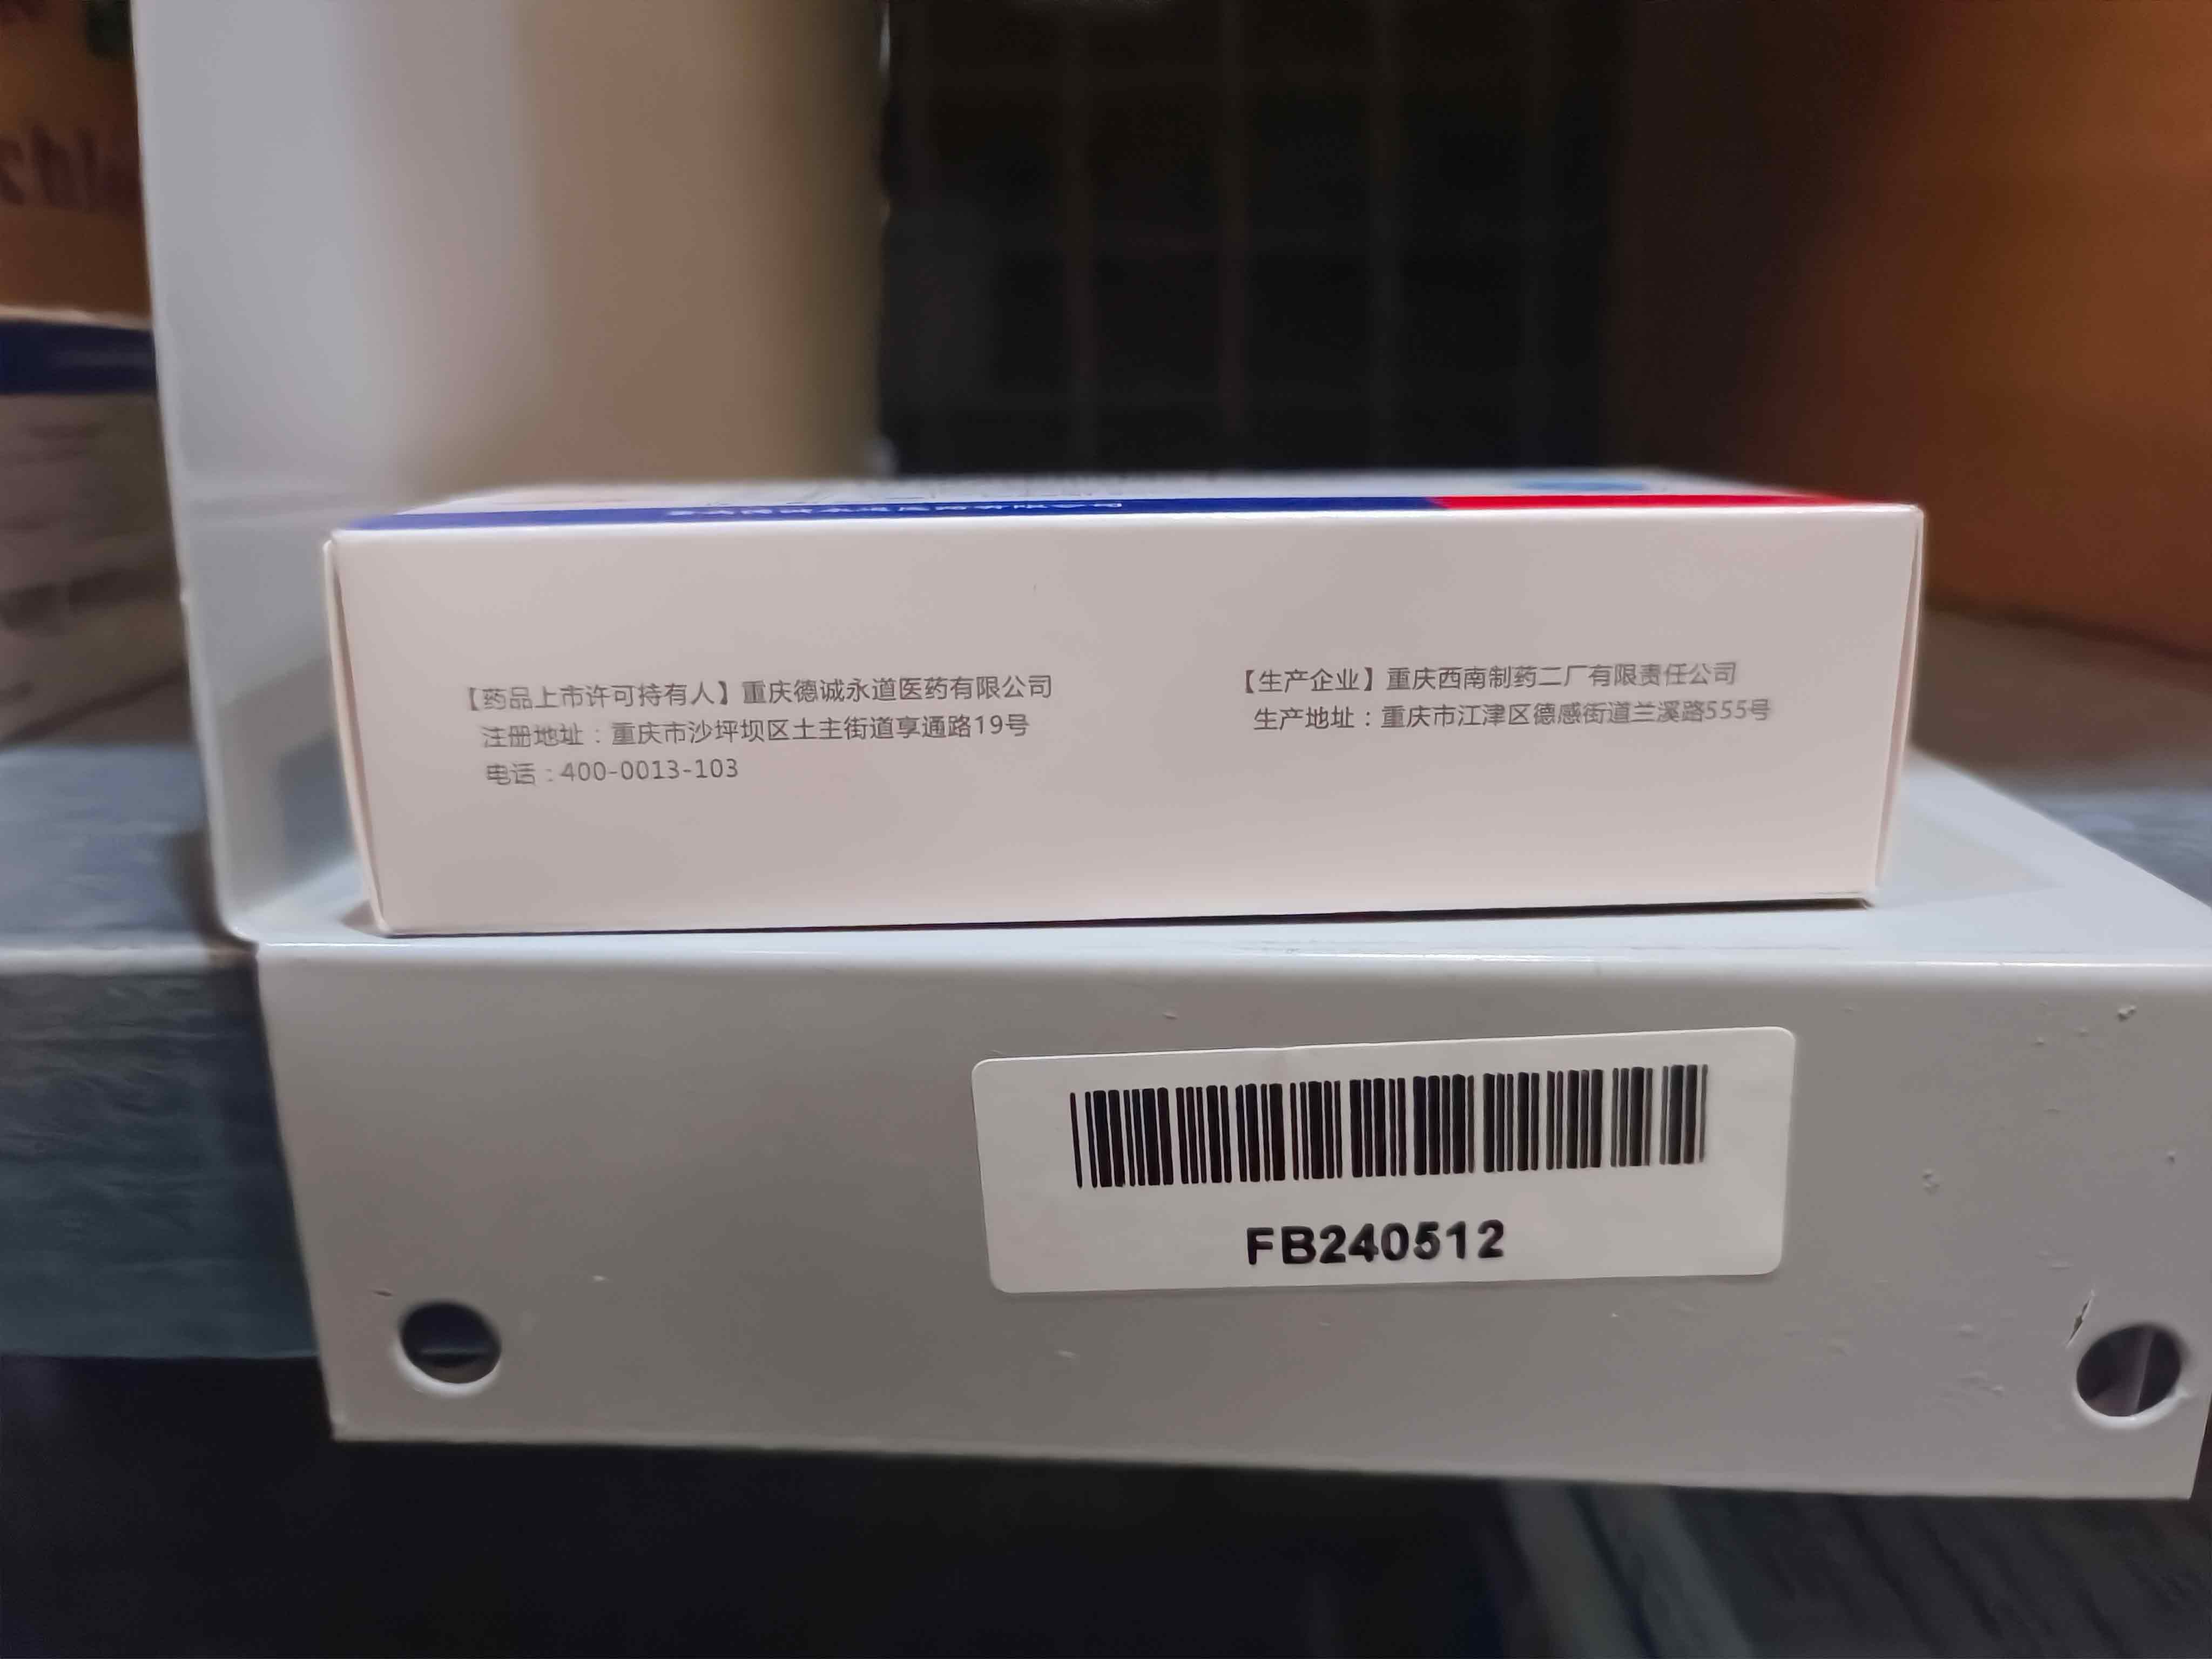 【药品上市许可持有人】重庆德诚永道医药有限公司
注册地址：重庆市沙坪坝区土主街道享通路19号
电话：400-0013-103
【生产企业】重庆西南制药二厂有限责任公司
生产地址：重庆市江津区德感街道兰溪路555号
FB240512